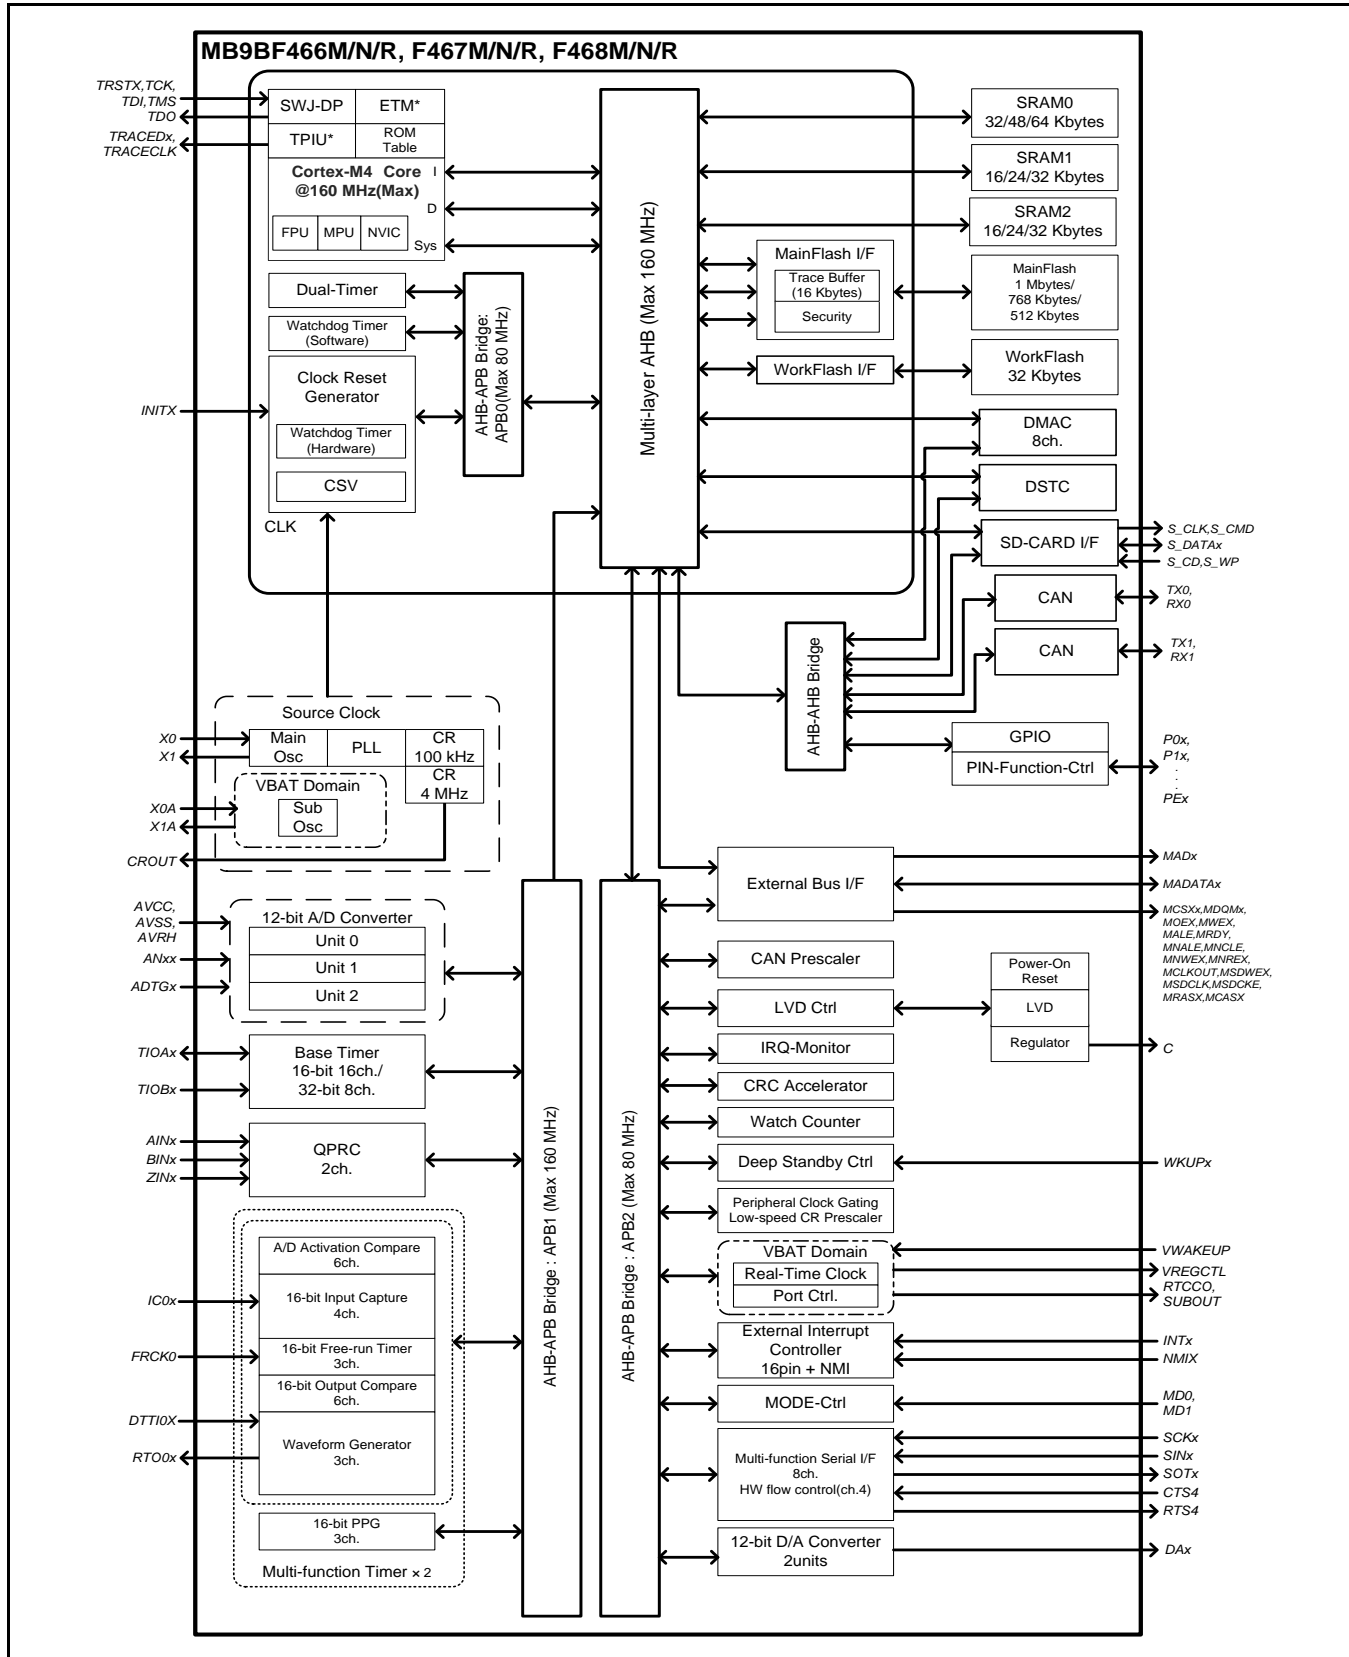 MB9BF466M/N/R, F467M/N/R, F468M/N/R
TRSTX,TCK,
TDI,TMS
TDO
TRACEDx,
TRACECLK
SWJ-DP
ETM*
TPIU*
ROM
Table
Cortex-M4 Core
@160 MHz(Max)
I
D
Sys
FPU
MPU
NVIC
Dual-Timer
Watchdog Timer
(Software)
Clock Reset
Generator
Watchdog Timer
(Hardware)
CSV
CLK
INITX
AHB-APB Bridge:
APB0(Max 80 MHz)
Multi-layer AHB (Max 160 MHz)
SRAM0
32/48/64 Kbytes
SRAM1
16/24/32 Kbytes
SRAM2
16/24/32 Kbytes
MainFlash I/F
Trace Buffer
(16 Kbytes)
Security
MainFlash
1 Mbytes/
768 Kbytes/
512 Kbytes
WorkFlash I/F
WorkFlash
32 Kbytes
DMAC
8ch.
DSTC
SD-CARD I/F
S_CLK,S_CMD
S_DATAx
S_CD,S_WP
CAN
TX0,
RX0
CAN
TX1,
RX1
AHB-AHB Bridge
GPIO
PIN-Function-Ctrl
P0x,
P1x,
.
.
.
PEx
Source Clock
X0
X1
Main
Osc
PLL
CR
100 kHz
CR
4 MHz
VBAT Domain
Sub
Osc
X0A
X1A
CROUT
AVCC,
AVSS,
AVRH
ANxx
ADTGx
12-bit A/D Converter
Unit 0
Unit 1
Unit 2
TIOAx
TIOBx
Base Timer
16-bit 16ch./
32-bit 8ch.
AINx
BINx
ZINx
QPRC
2ch.
A/D Activation Compare
6ch.
IC0x
16-bit Input Capture
4ch.
FRCK0
16-bit Free-run Timer
3ch.
16-bit Output Compare
6ch.
DTTI0X
RTO0x
Waveform Generator
3ch.
16-bit PPG
3ch.
Multi-function Timer × 2
AHB-APB Bridge : APB1 (Max 160 MHz)
AHB-APB Bridge : APB2 (Max 80 MHz)
External Bus I/F
MADx
MADATAx
MCSXx,MDQMx,
MOEX,MWEX,
MALE,MRDY,
MNALE,MNCLE,
MNWEX,MNREX,
MCLKOUT,MSDWEX,
MSDCLK,MSDCKE,
MRASX,MCASX
CAN Prescaler
LVD Ctrl
Power-On
Reset
LVD
Regulator
C
IRQ-Monitor
CRC Accelerator
Watch Counter
Deep Standby Ctrl
WKUPx
Peripheral Clock Gating
Low-speed CR Prescaler
VBAT Domain
Real-Time Clock
Port Ctrl.
VWAKEUP
VREGCTL
RTCCO,
SUBOUT
External Interrupt
Controller
16pin + NMI
INTx
NMIX
MODE-Ctrl
MD0,
MD1
Multi-function Serial I/F
8ch.
HW flow control(ch.4)
SCKx
SINx
SOTx
CTS4
RTS4
12-bit D/A Converter
2units
DAx